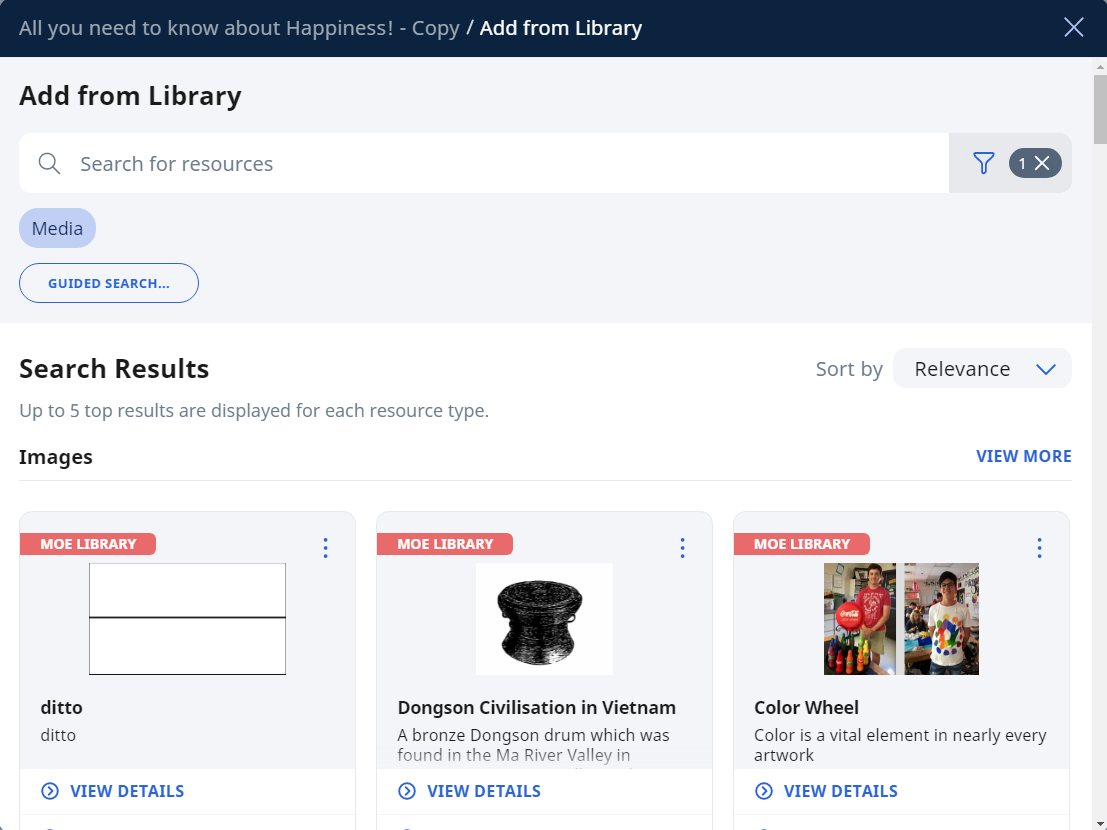 All you need to know about Happiness! - Copy / Add from Library
Add from Library
Search for resources
1
Media
GUIDED SEARCH...
Search Results
Sort by Relevance
Up to 5 top results are displayed for each resource type.
Images
VIEW MORE
MOE LIBRARY
ditto
ditto
VIEW DETAILS
MOE LIBRARY
Dongson Civilisation in Vietnam
A bronze Dongson drum which was
found in the Ma River Valley in
VIEW DETAILS
MOE LIBRARY
Coca-Cola
Color Wheel
Color is a vital element in nearly every
artwork
VIEW DETAILS